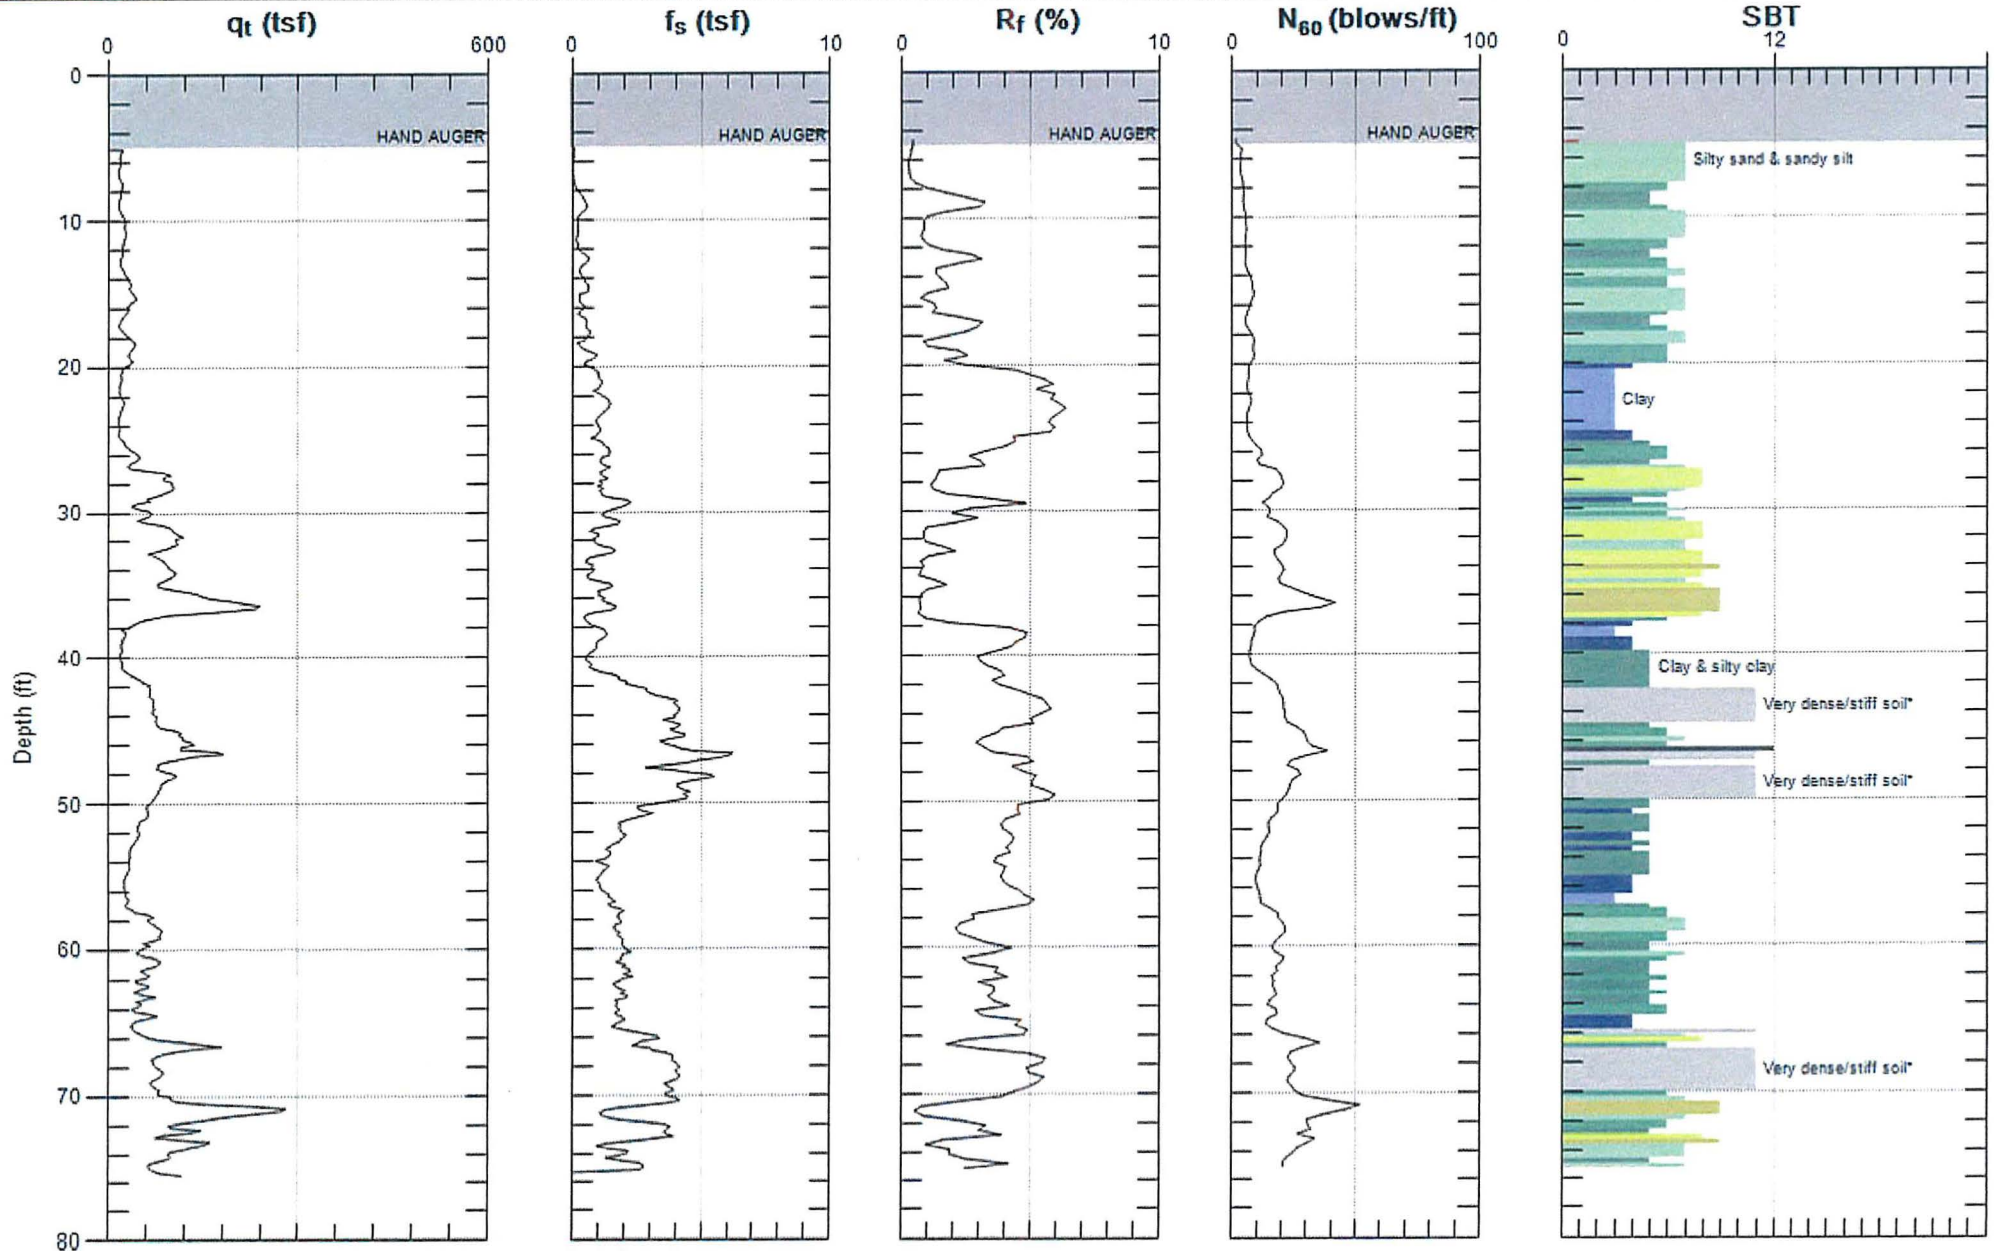 qt (tsf)
fs (tsf)
Rf (%)
N60 (blows/ft)
SBT
0
600
0
10
0
10
0
100
0
12
0
10
20
30
40
50
60
70
80
Depth (ft)
HAND AUGER
HAND AUGER
HAND AUGER
HAND AUGER
Silty sand & sandy silt
Clay
Clay & silty clay
Very dense/stiff soil*
Very dense/stiff soil*
Very dense/stiff soil*